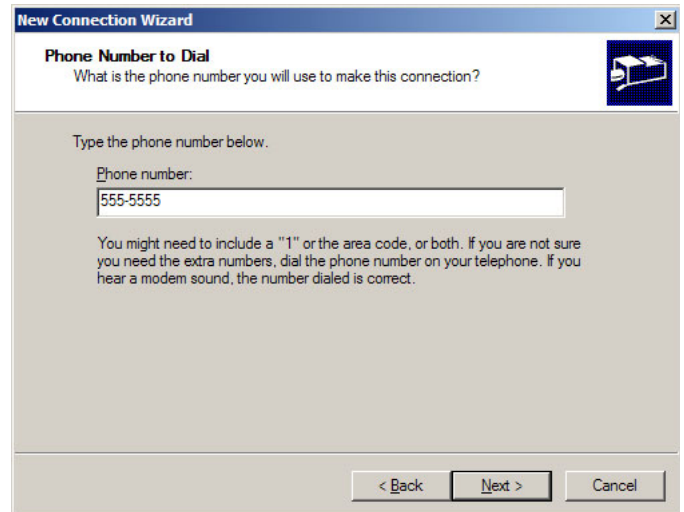 New Connection Wizard
Phone Number to Dial
What is the phone number you will use to make this connection?
Type the phone number below.
Phone number:
555-5555
You might need to include a "1" or the area code, or both. If you are not sure
you need the extra numbers, dial the phone number on your telephone. If you
hear a modem sound, the number dialed is correct.
< Back
Next >
Cancel